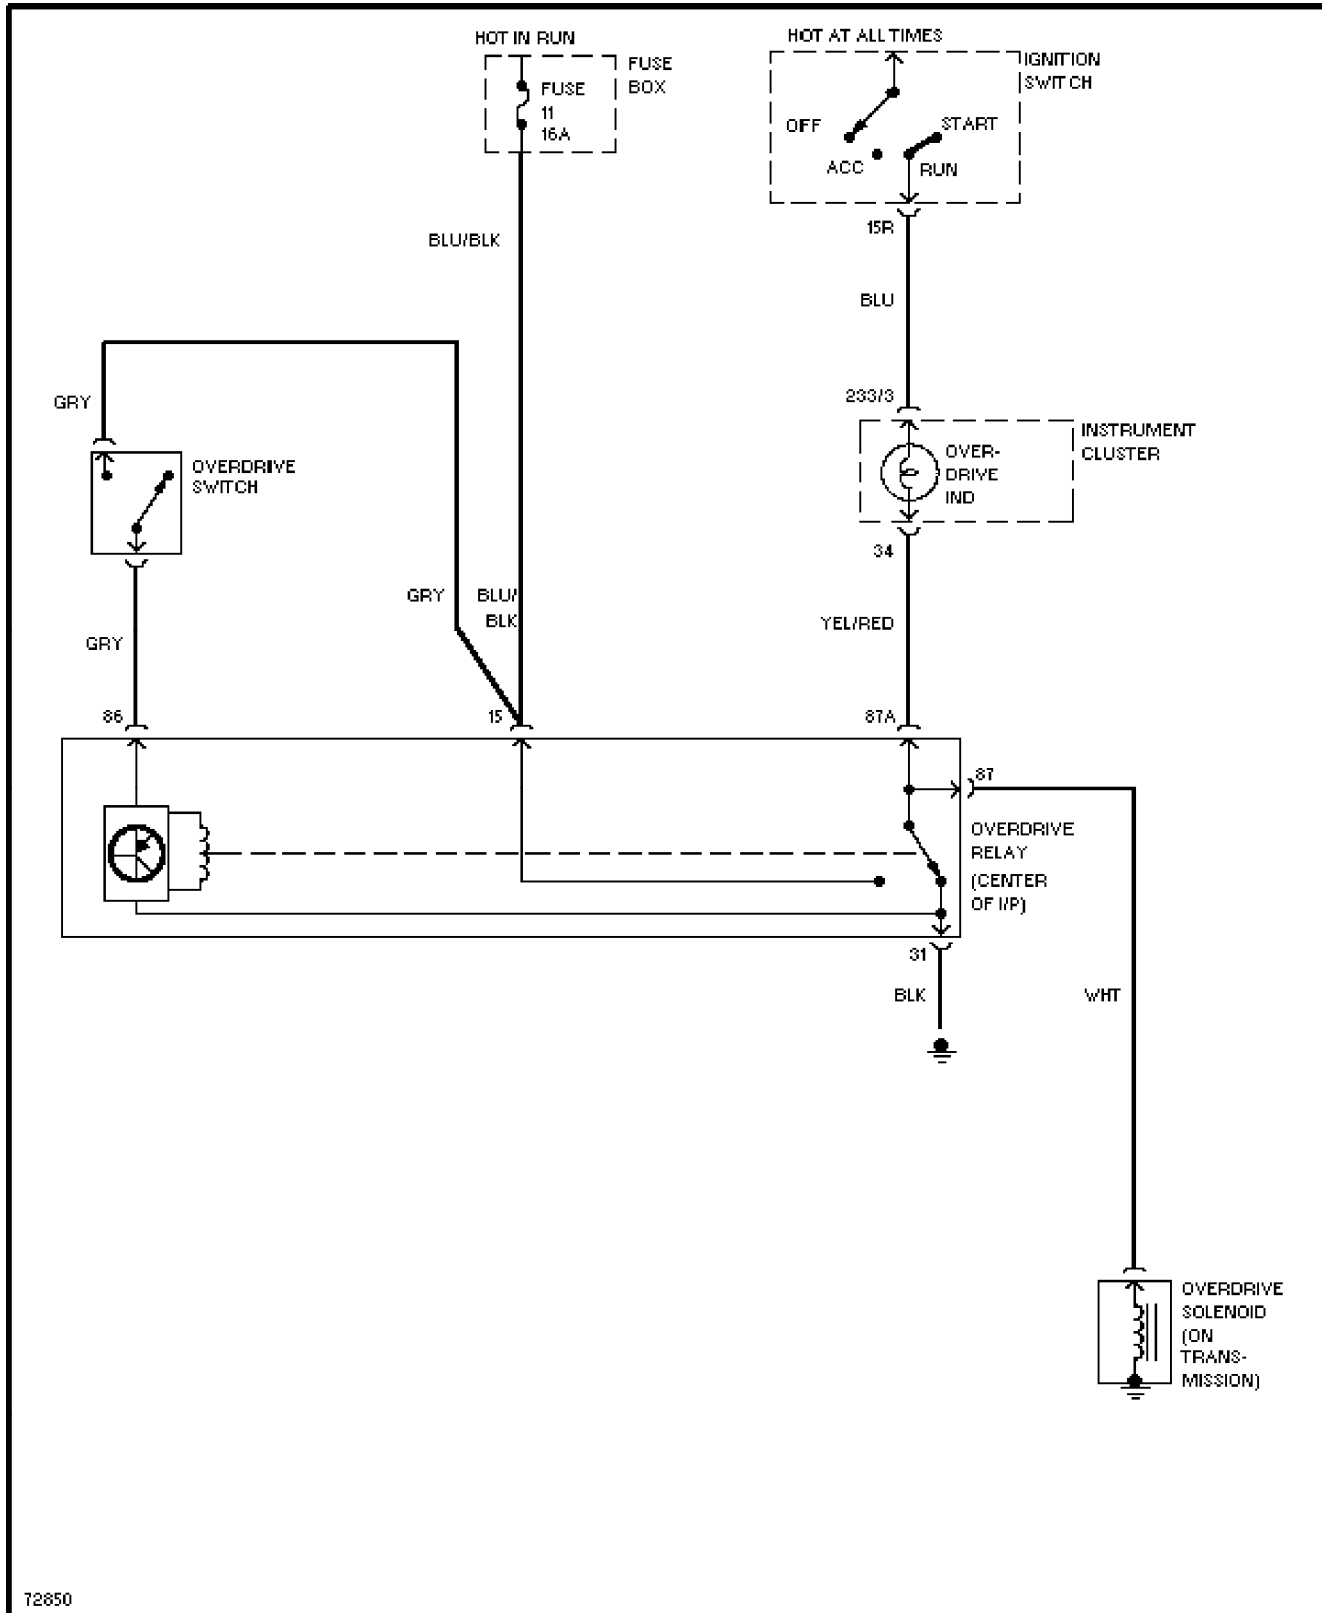 HOT IN RUN
FUSE
BOX
FUSE
11
16A
HOT AT ALL TIMES
IGNITION
SWITCH
OFF
START
ACC
RUN
15R
BLU/BLK
BLU
GRY
233/3
INSTRUMENT
CLUSTER
OVER-
DRIVE
IND
OVERDRIVE
SWITCH
34
GRY
BLU/
BLK
YEL/RED
GRY
86
15
87A
87
OVERDRIVE
RELAY
(CENTER
OF I/P)
31
BLK
WHT
OVERDRIVE
SOLENOID
(ON
TRANS-
MISSION)
72850